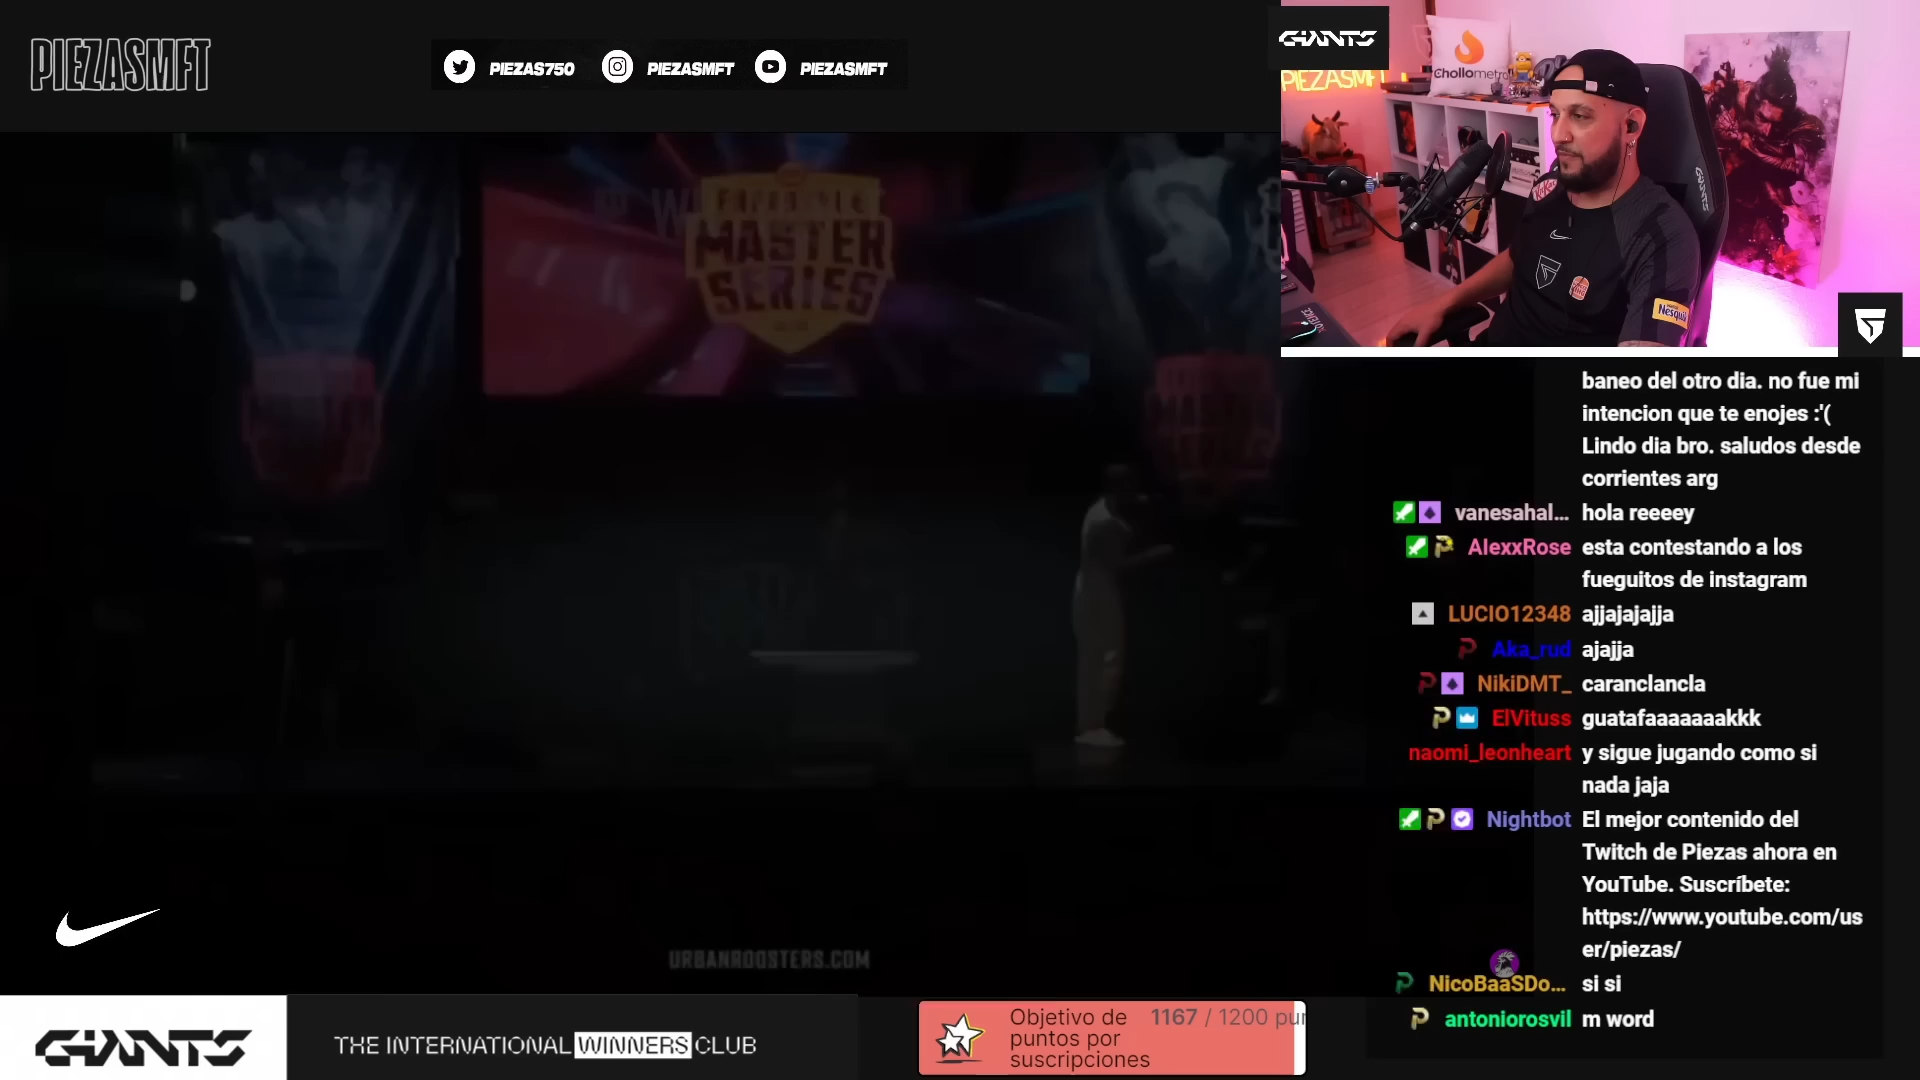 PIEZASMFT
PIEZAS750
PIEZASMFT
PIEZASMFT
GIANTS
PIEZASMFT
Chollometro
MASTER
SERIES
Nesquik
baneo del otro dia. no fue mi
intencion que te enojes :'(
Lindo dia bro. saludos desde
corrientes arg
vanesahal... hola reeeey
AlexxRose esta contestando a los
fueguitos de instagram
LUCIO12348 ajjajajajja
Aka_rud ajajja
NikiDMT_ caranclancla
ElVituss guatafaaaaaaakkk
naomi_leonheart y sigue jugando como si
nada jaja
Nightbot El mejor contenido del
Twitch de Piezas ahora en
YouTube. Suscríbete:
https://www.youtube.com/us
er/piezas/
NicoBaaSDo... si si
antoniorosvil m word
URBANROOSTERS.COM
GIANTS
THE INTERNATIONAL WINNERS CLUB
Objetivo de
puntos por
suscripciones
1167 / 1200 pu